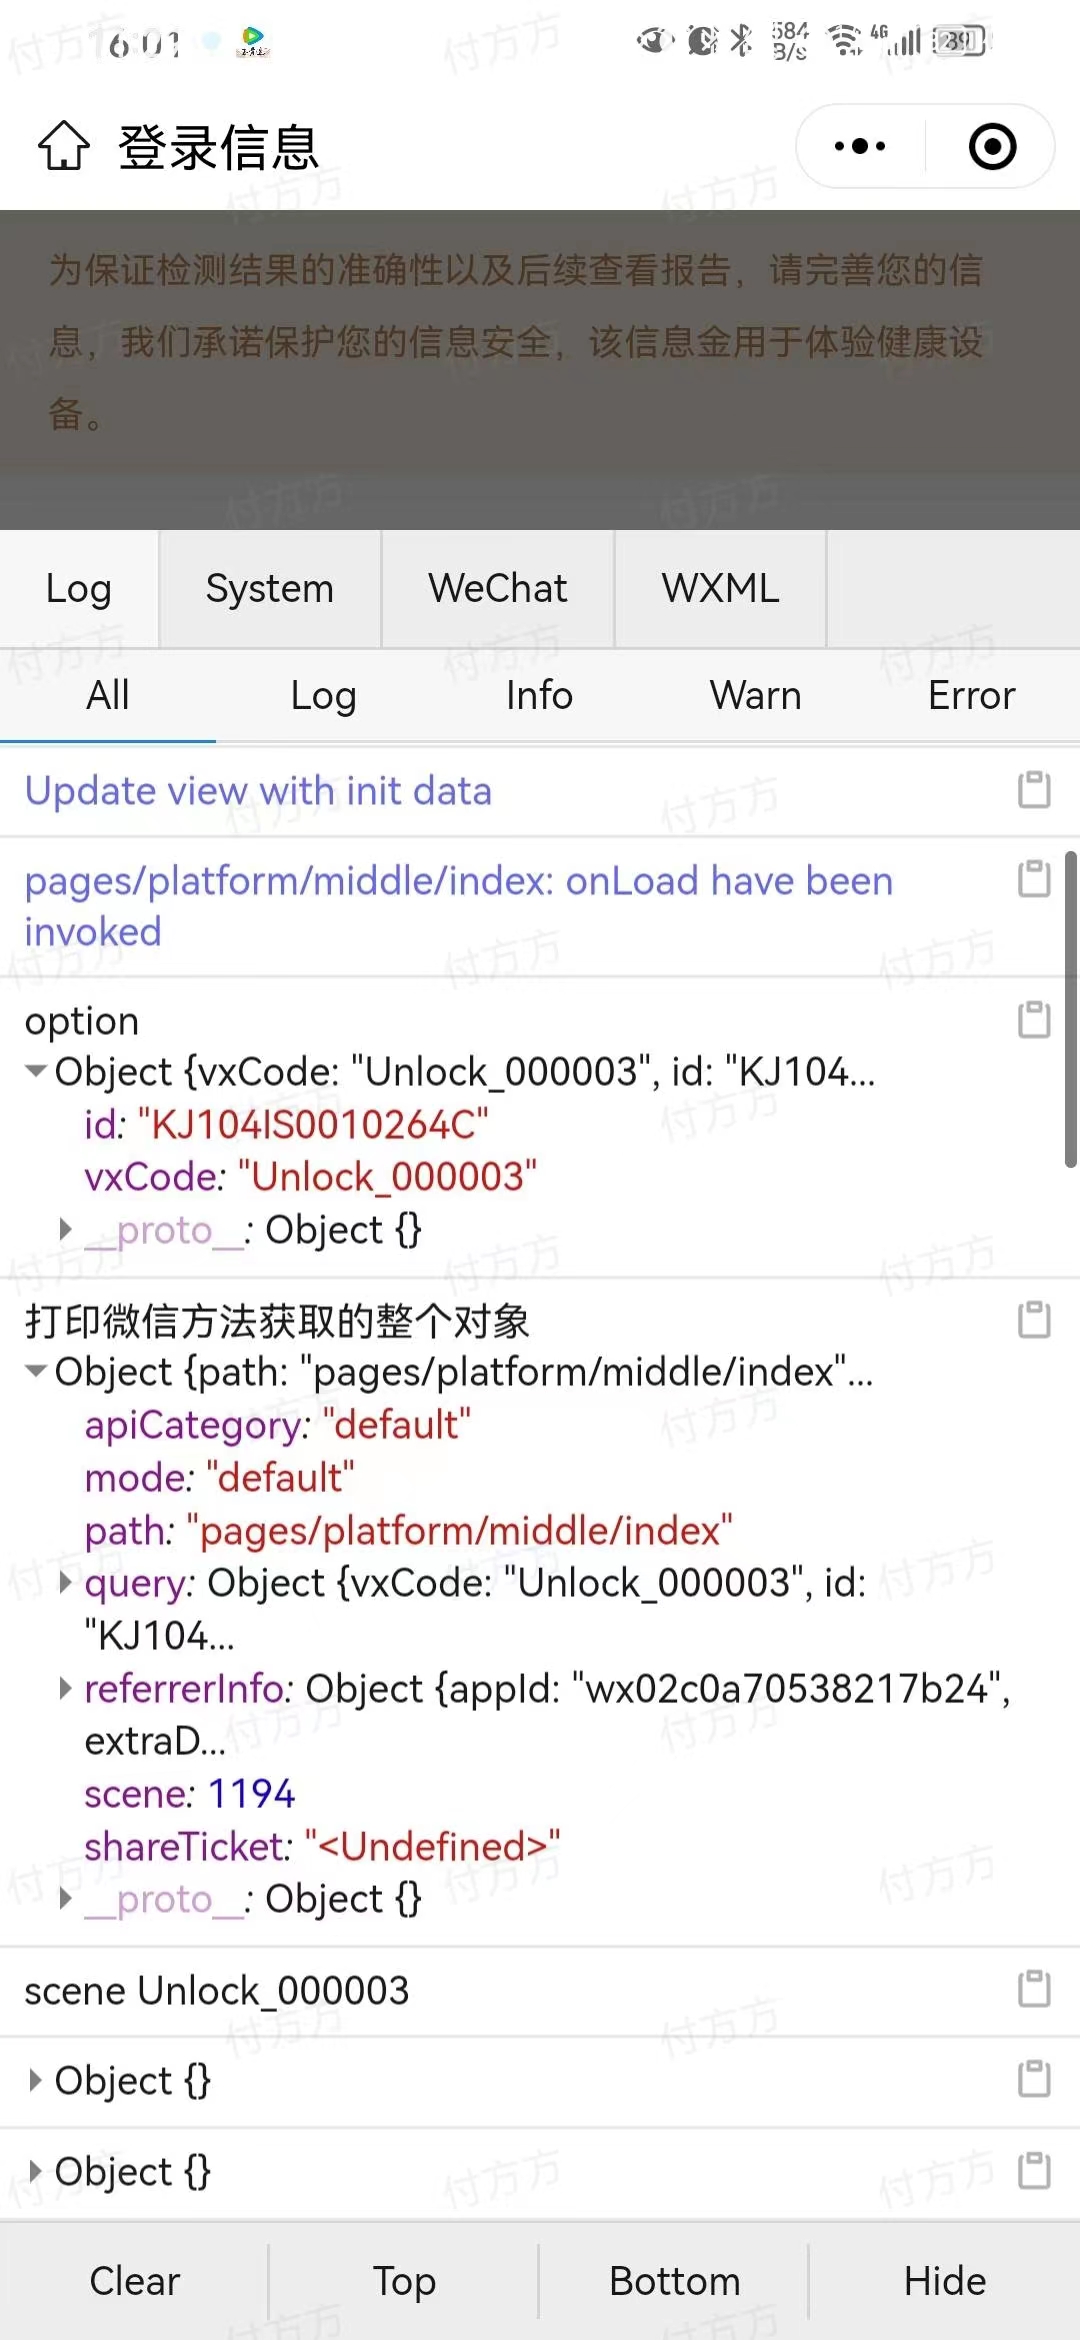 6:01
584 B/s
4G
89
登录信息
为保证检测结果的准确性以及后续查看报告，请完善您的信
息，我们承诺保护您的信息安全，该信息金用于体验健康设
备。
Log System WeChat WXML
All Log Info Warn Error
Update view with init data
pages/platform/middle/index: onLoad have been
invoked
option
Object {vxCode: "Unlock_000003", id: "KJ104...
id: "KJ104IS0010264C"
vxCode: "Unlock_000003"
__proto__: Object {}
打印微信方法获取的整个对象
Object {path: "pages/platform/middle/index"...
apiCategory: "default"
mode: "default"
path: "pages/platform/middle/index"
query: Object {vxCode: "Unlock_000003", id:
"KJ104...
referrerInfo: Object {appId: "wx02c0a70538217b24",
extraD...
scene: 1194
shareTicket: "<Undefined>"
__proto__: Object {}
scene Unlock_000003
Object {}
Object {}
Clear Top Bottom Hide
付方方